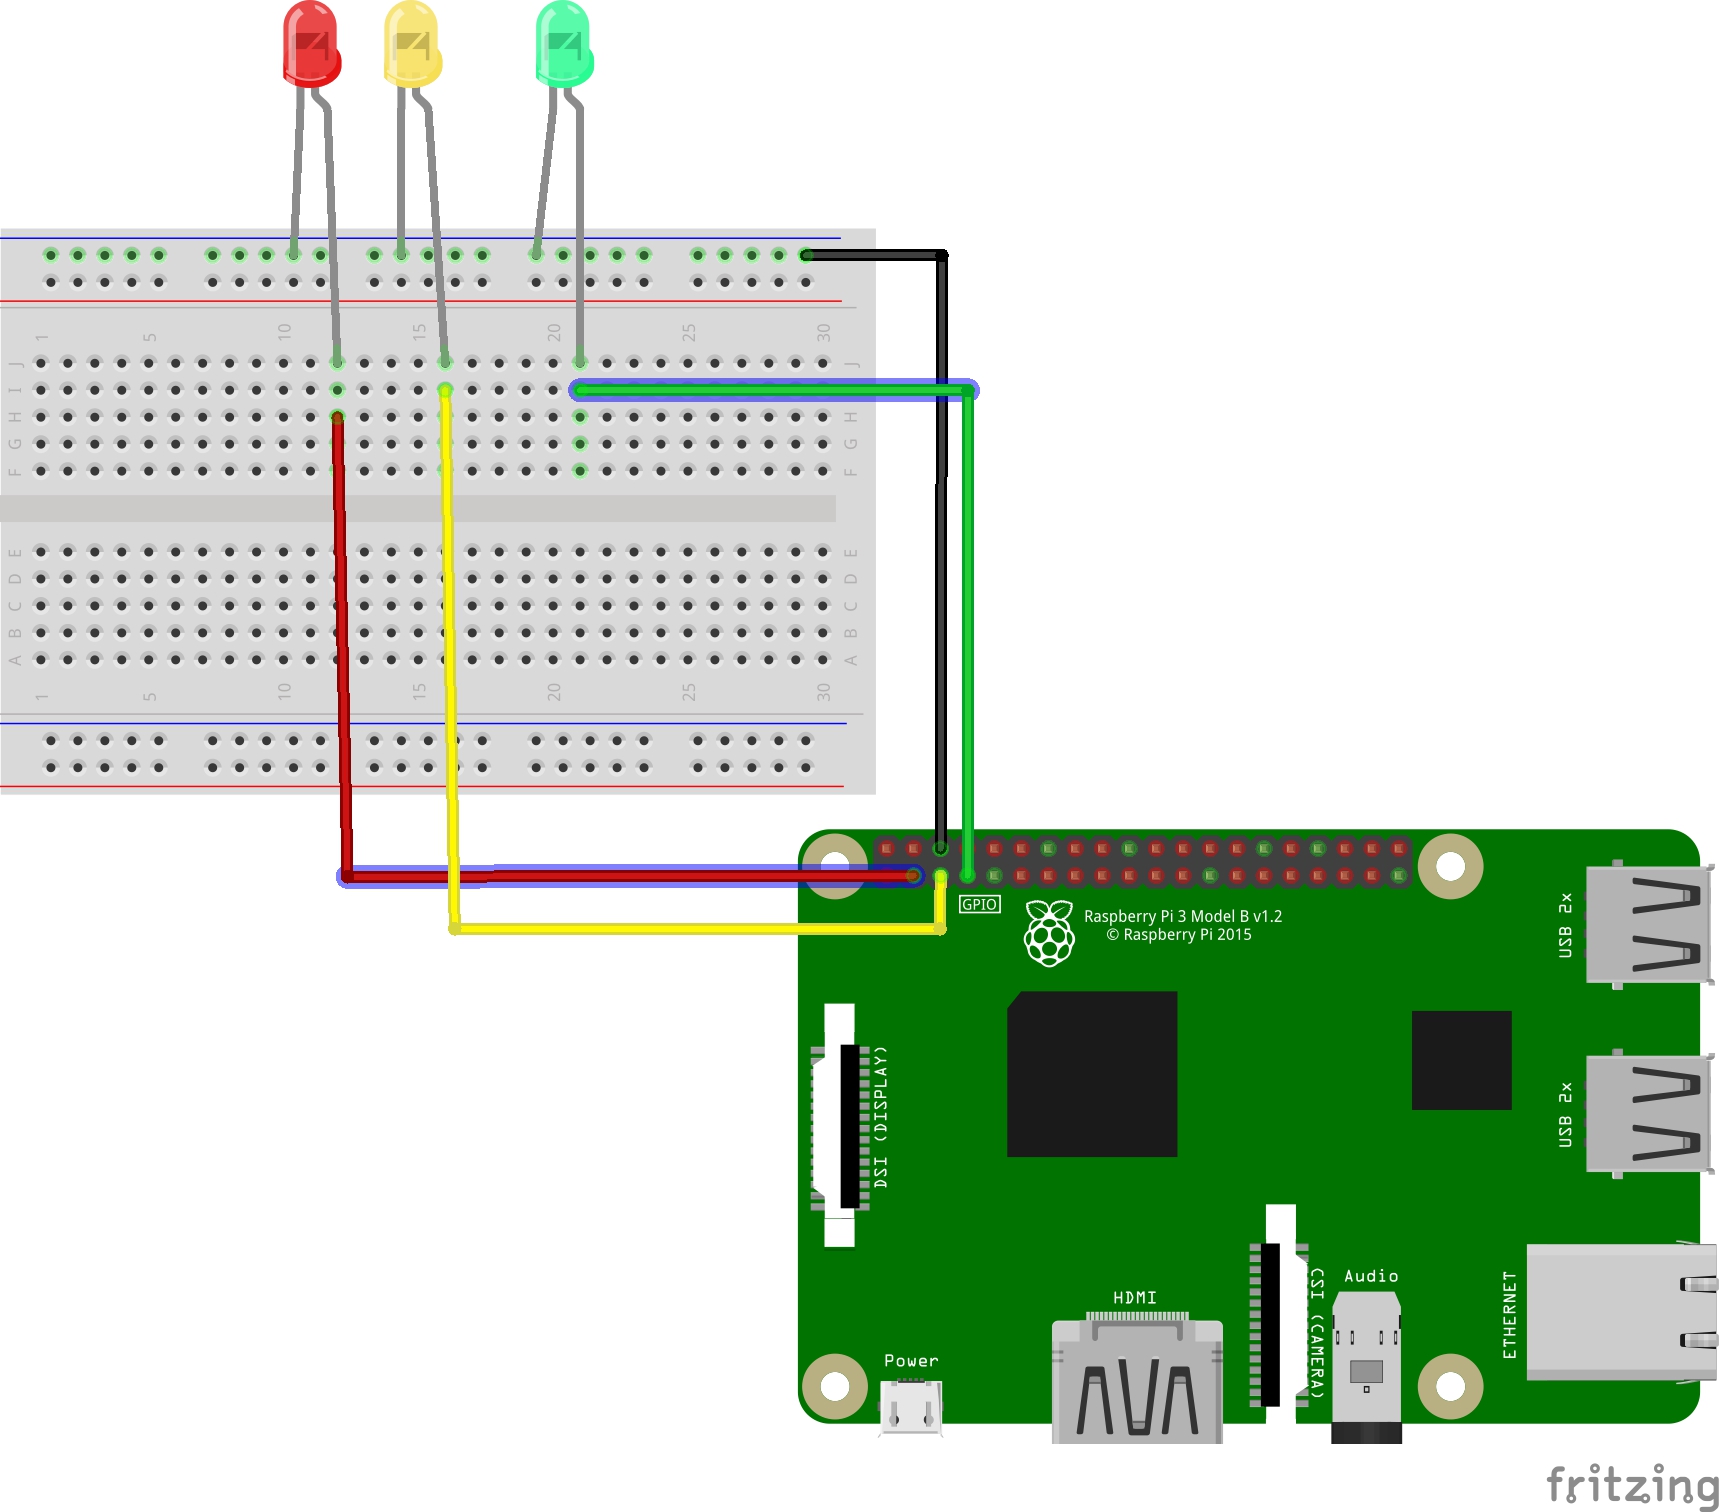 1 5 10 15 20 25 30
J J
I I
H H
G G
F F
E E
D D
C C
B B
A A
1 5 10 15 20 25 30
GPIO
Raspberry Pi 3 Model B v1.2
© Raspberry Pi 2015
USB 2x
DSI (DISPLAY)
USB 2x
HDMI
CSI (CAMERA)
Audio
ETHERNET
Power
fritzing